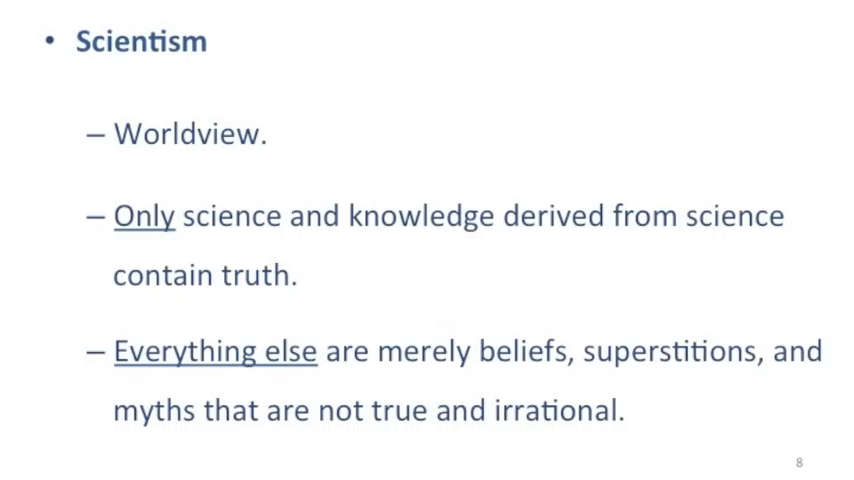 • Scientism
– Worldview.
– Only science and knowledge derived from science
contain truth.
– Everything else are merely beliefs, superstitions, and
myths that are not true and irrational.
8